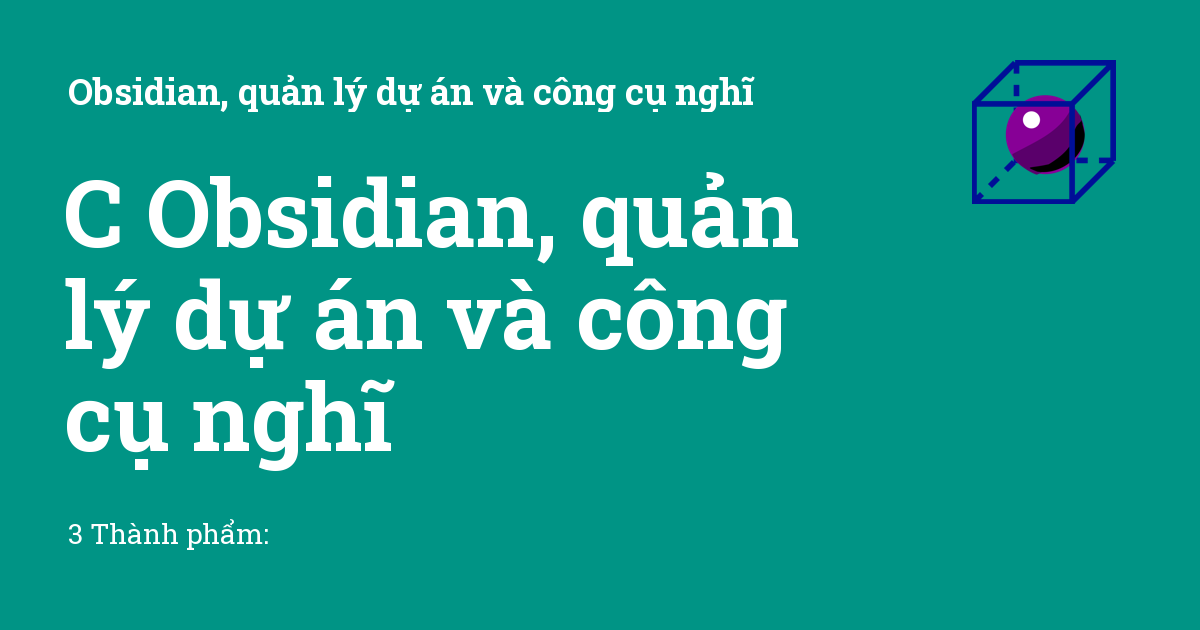 Obsidian, quản lý dự án và công cụ nghĩ
C Obsidian, quản
lý dự án và công
cụ nghĩ
3 Thành phẩm: